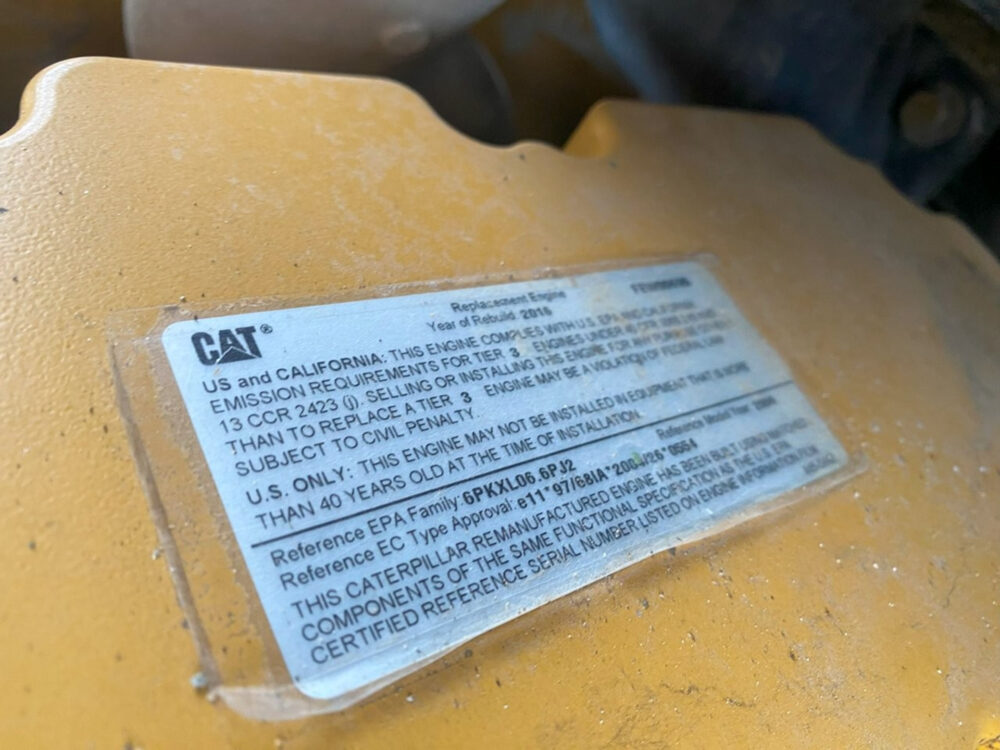 CAT®
Replacement Engine
Year of Rebuild 2016
US and CALIFORNIA: THIS ENGINE COMPLIES WITH U.S. EPA AND CALIFORNIA
EMISSION REQUIREMENTS FOR TIER 3. ENGINES UNDER 40 CFR
13 CCR 2423 (j). SELLING OR INSTALLING THIS ENGINE FOR ANY PURPOSE OTHER
THAN TO REPLACE A TIER 3 ENGINE MAY BE A VIOLATION OF FEDERAL LAW
SUBJECT TO CIVIL PENALTY.
U.S. ONLY: THIS ENGINE MAY NOT BE INSTALLED IN EQUIPMENT THAT IS MORE
THAN 40 YEARS OLD AT THE TIME OF INSTALLATION.
Reference Model Year:
Reference EPA Family: 6PKXL06.6PJ2
Reference EC Type Approval: e11*97/68IA*
THIS CATERPILLAR REMANUFACTURED ENGINE HAS BEEN BUILT USING
COMPONENTS OF THE SAME FUNCTIONAL SPECIFICATION AS THE U.S. EPA
CERTIFIED REFERENCE SERIAL NUMBER LISTED ON ENGINE INFORMATION